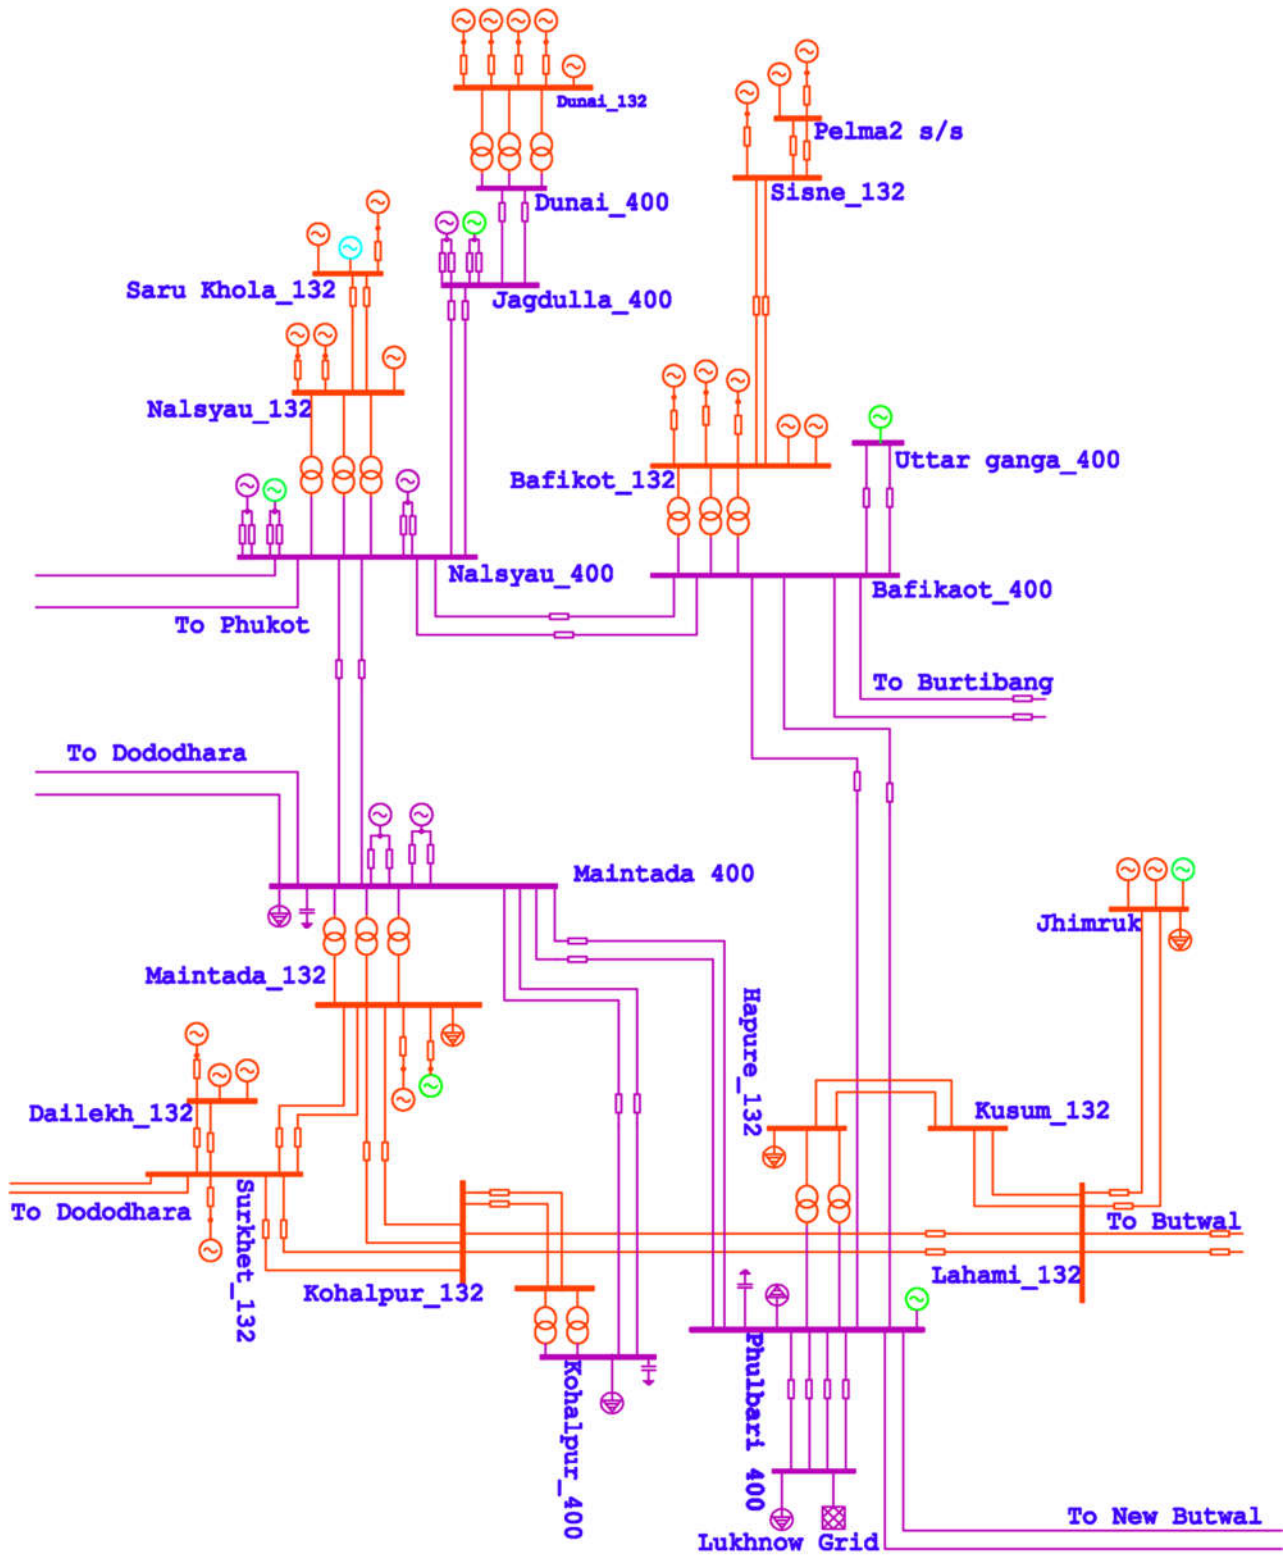 Dunai_132
Pelma2 s/s
Sisne_132
Dunai_400
Saru Khola_132
Jagdulla_400
Nalsyau_132
Uttar ganga_400
Bafikot_132
Nalsyau_400
Bafikaot_400
To Phukot
To Burtibang
To Dododhara
Maintada 400
Jhimruk
Maintada_132
Hapure_132
Dailekh_132
Kusum_132
To Dododhara
Surkhet_132
To Butwal
Kohalpur_132
Lahami_132
Kohalpur_400
Phulbari 400
To New Butwal
Lukhnow Grid